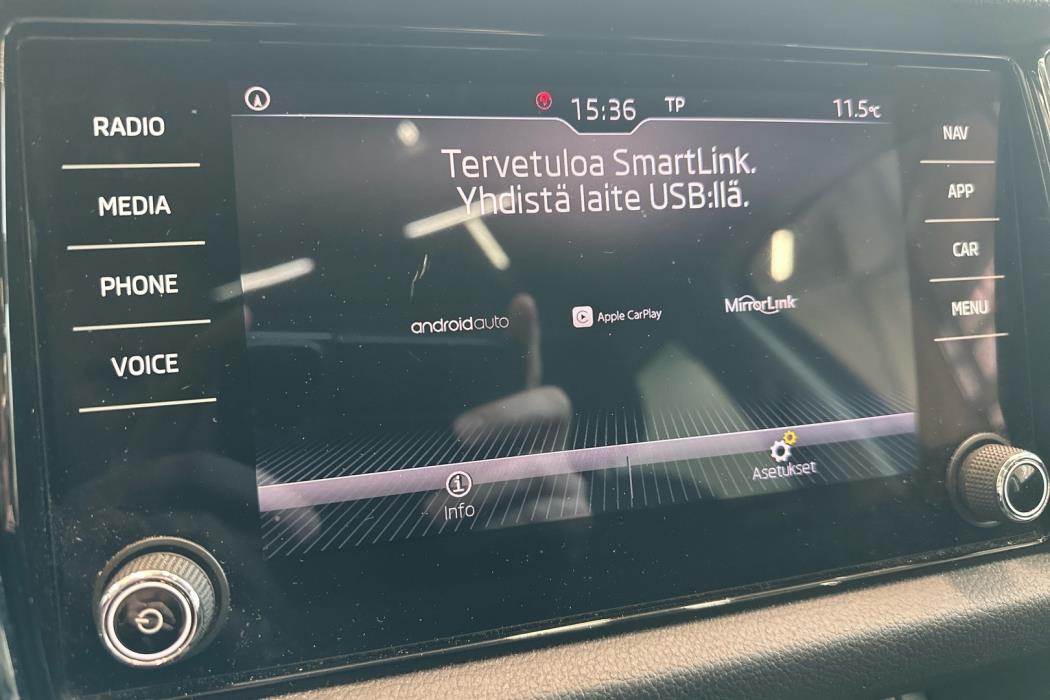 15:36 TP 11.5°C
RADIO
MEDIA
PHONE
VOICE
Tervetuloa SmartLink.
Yhdistä laite USB:llä.
androidauto
Apple CarPlay
MirrorLink
Info
Asetukset
NAV
APP
CAR
MENU